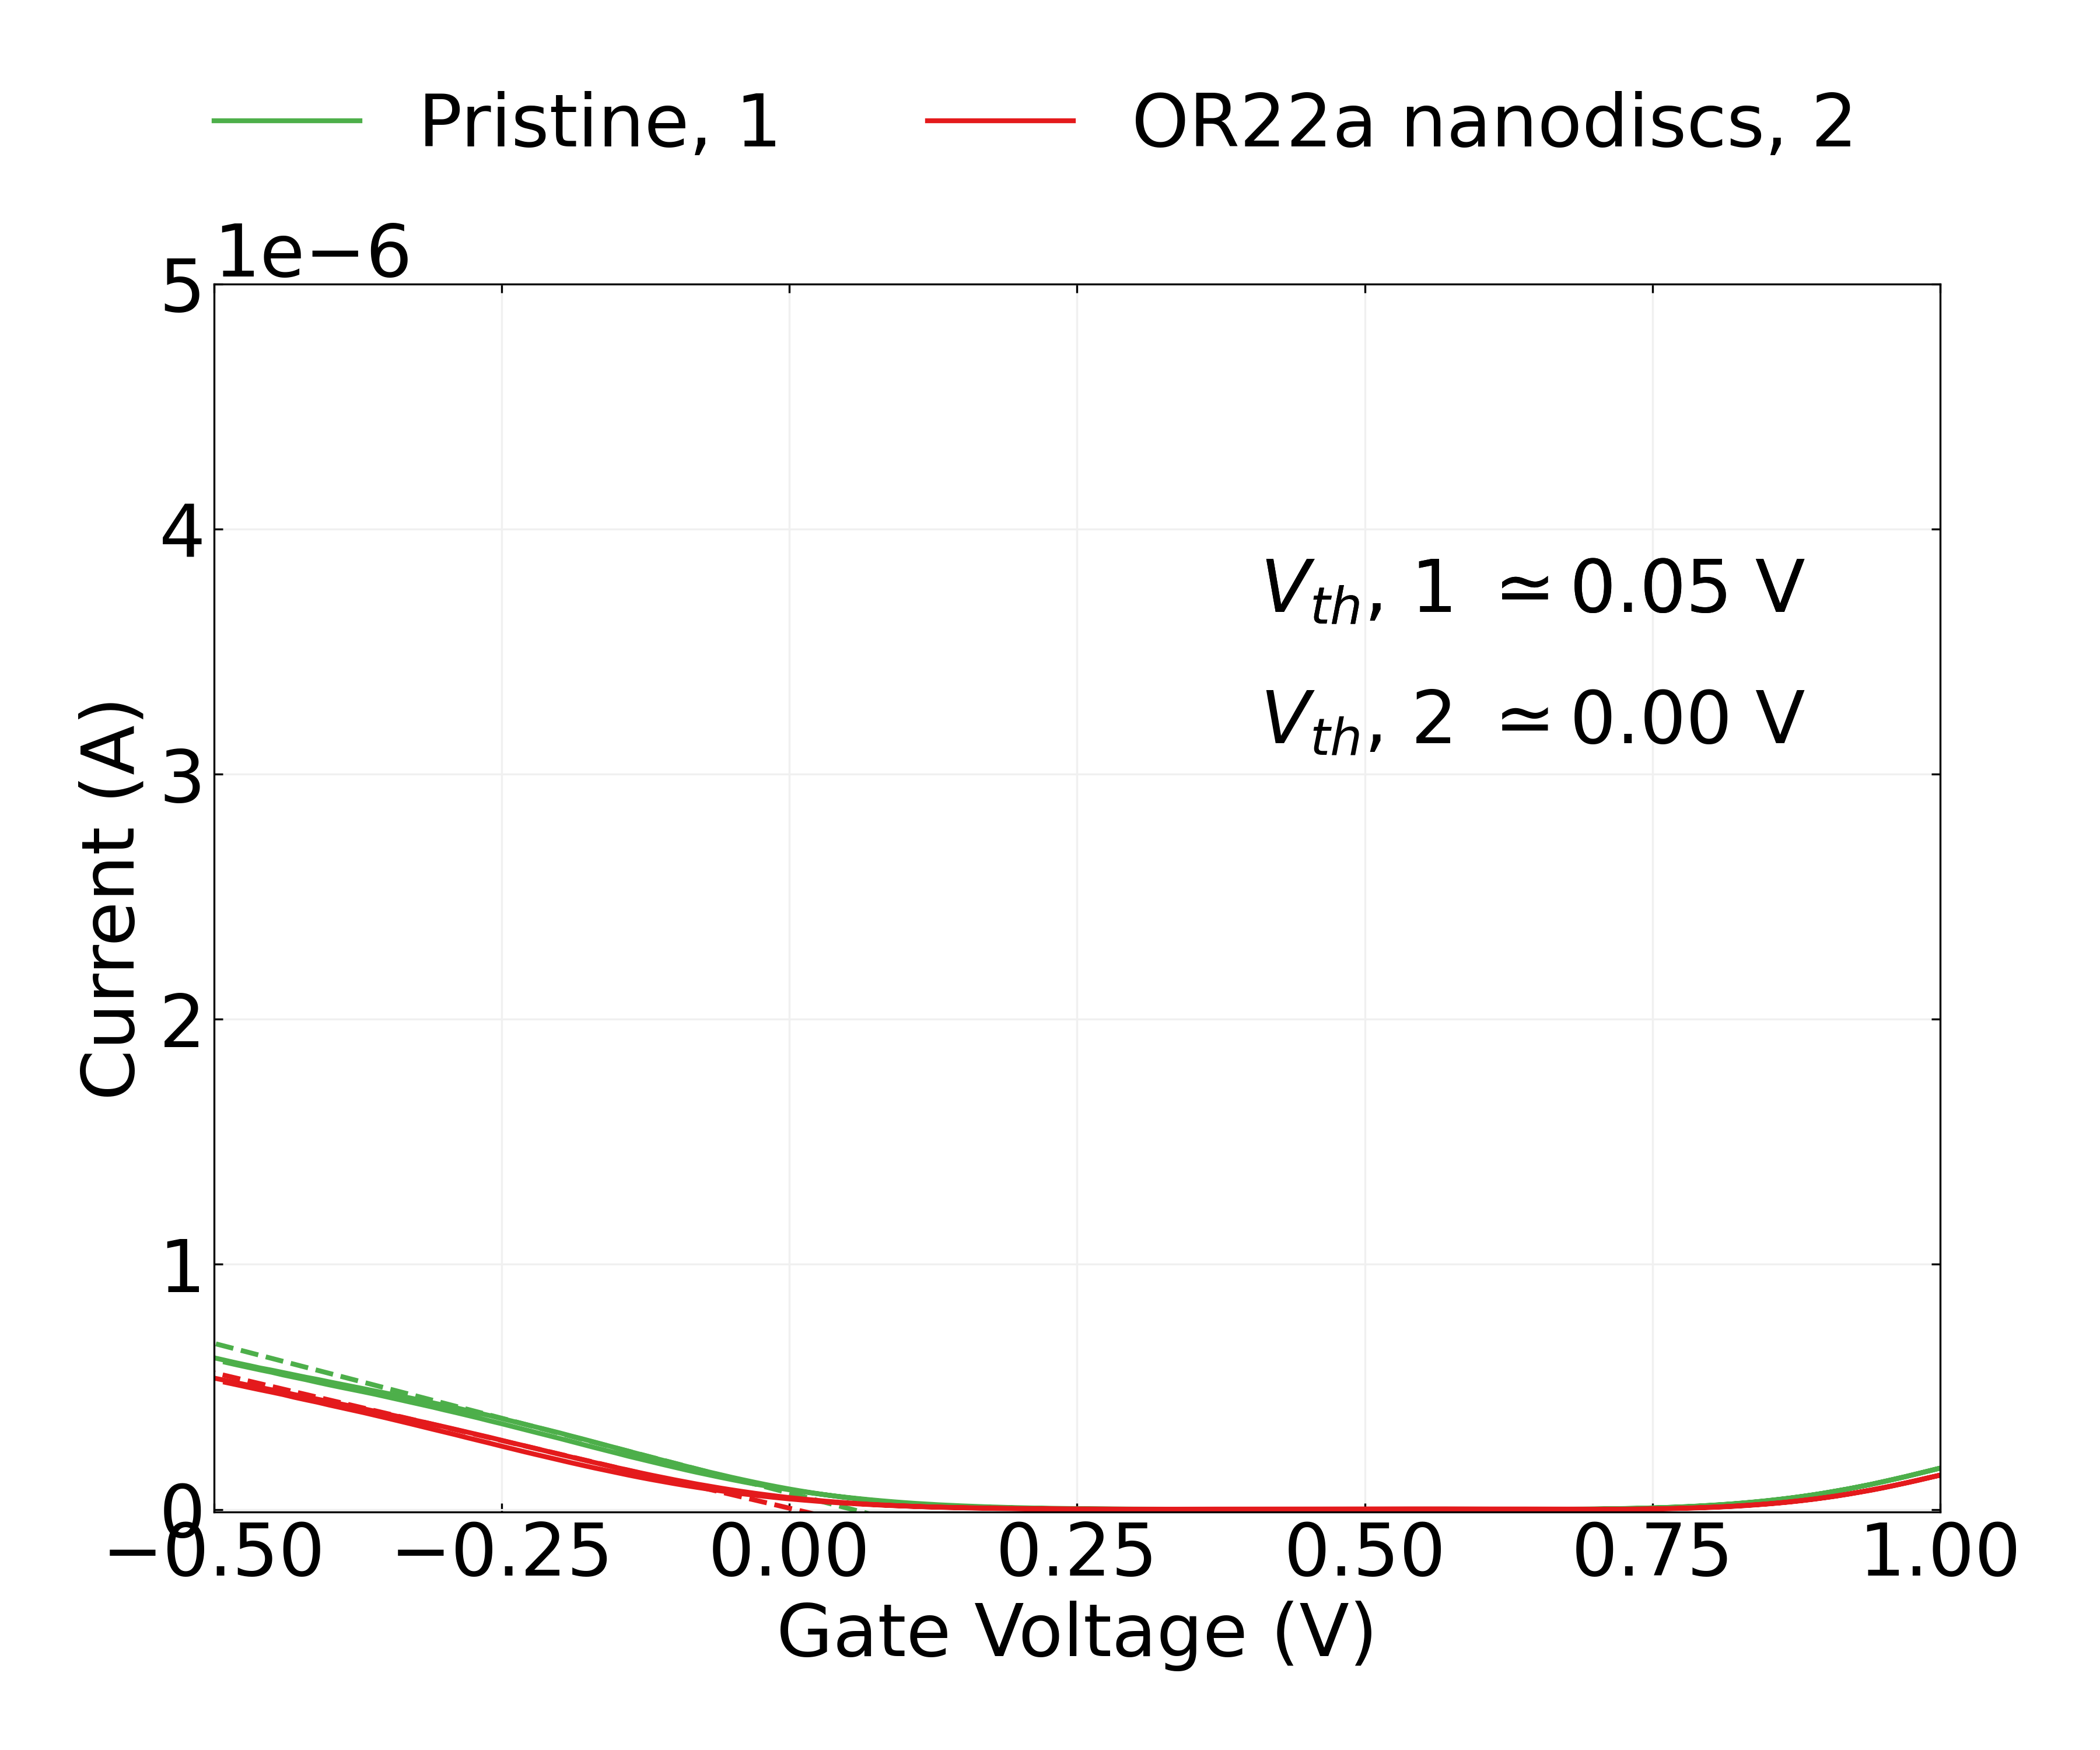 Pristine, 1 OR22a nanodiscs, 2
1e−6
5
4
3
2
1
0
Current (A)
V_th, 1 ≃0.05 V
V_th, 2 ≃0.00 V
−0.50 −0.25 0.00 0.25 0.50 0.75 1.00
Gate Voltage (V)